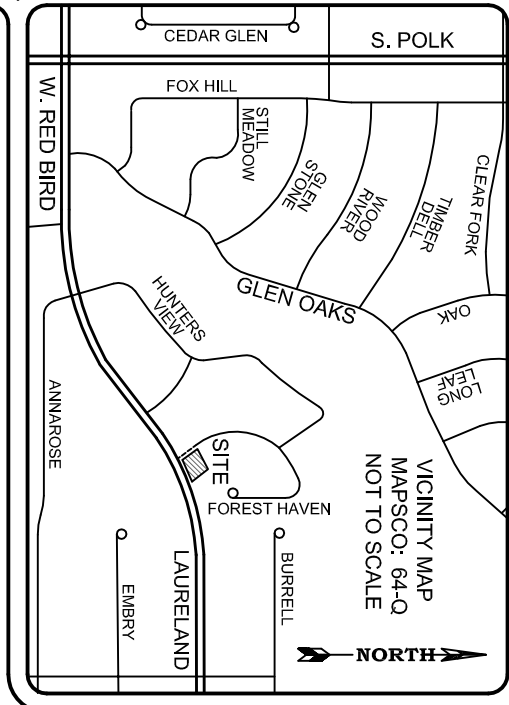 CEDAR GLEN
S. POLK
FOX HILL
W. RED BIRD
STILL
MEADOW
GLEN
STONE
WOOD
RIVER
TIMBER
DELL
CLEAR FORK
GLEN OAKS
OAK
LONG
LEAF
HUNTERS
VIEW
ANNAROSE
SITE
FOREST HAVEN
VICINITY MAP
MAPSCO: 64-Q
NOT TO SCALE
LAURELAND
EMBRY
BURRELL
NORTH